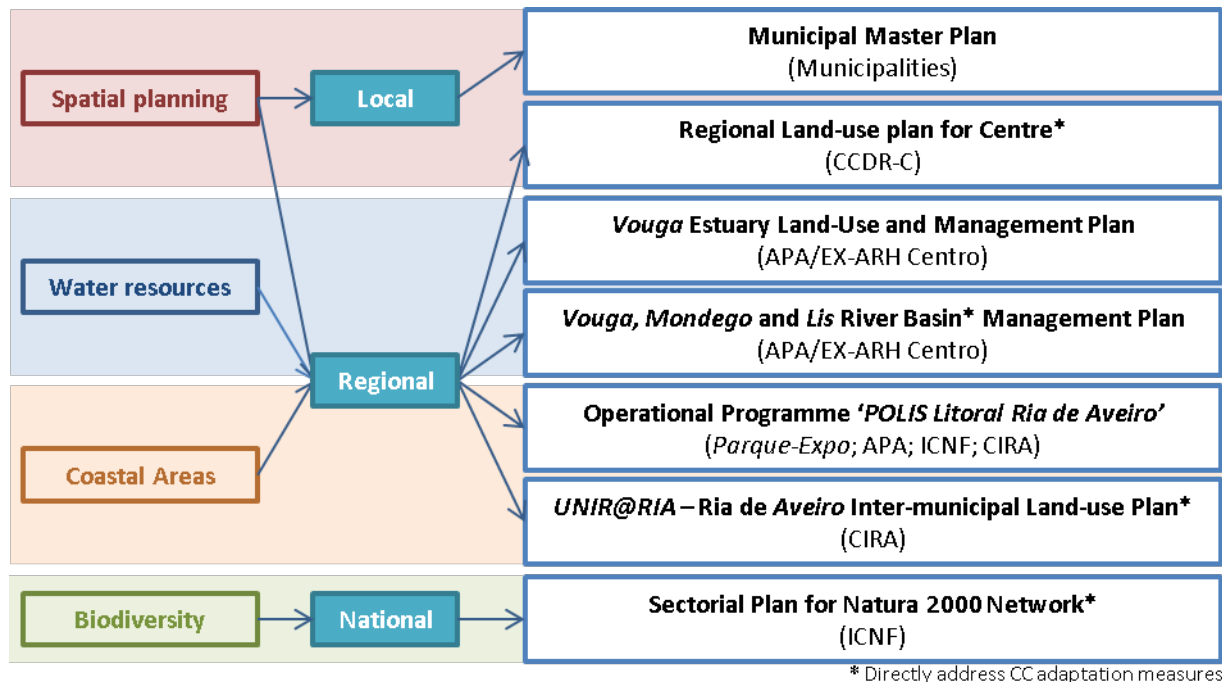 Municipal Master Plan
(Municipalities)
Spatial planning
Local
Regional Land-use plan for Centre*
(CCDR-C)
Vouga Estuary Land-Use and Management Plan
(APA/EX-ARH Centro)
Water resources
Vouga, Mondego and Lis River Basin* Management Plan
(APA/EX-ARH Centro)
Regional
Operational Programme ‘POLIS Litoral Ria de Aveiro’
(Parque-Expo; APA; ICNF; CIRA)
Coastal Areas
UNIR@RIA – Ria de Aveiro Inter-municipal Land-use Plan*
(CIRA)
Biodiversity
National
Sectorial Plan for Natura 2000 Network*
(ICNF)
* Directly address CC adaptation measures